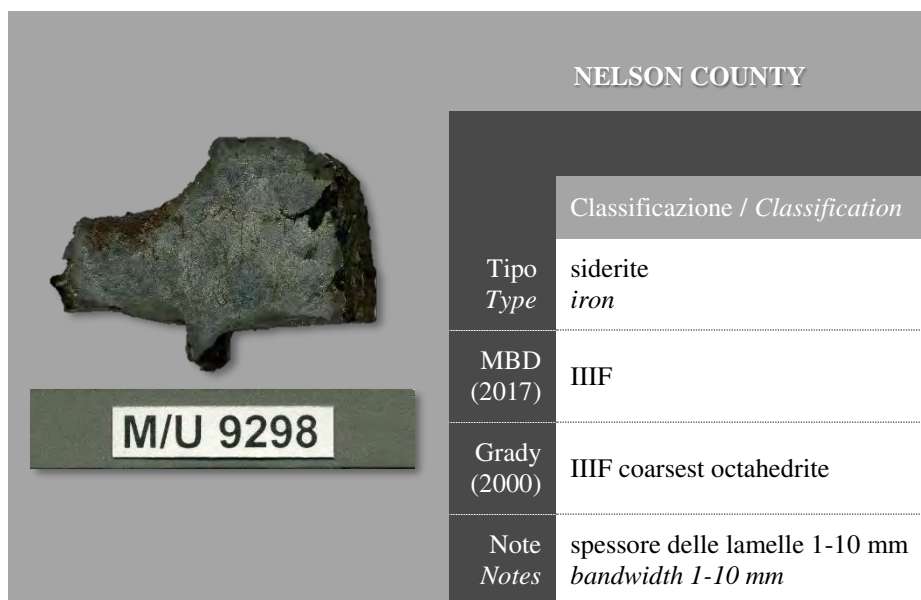 NELSON COUNTY
M/U 9298
Classificazione / Classification
Tipo siderite
Type iron
MBD
(2017) IIIF
Grady
(2000) IIIF coarsest octahedrite
Note spessore delle lamelle 1-10 mm
Notes bandwidth 1-10 mm